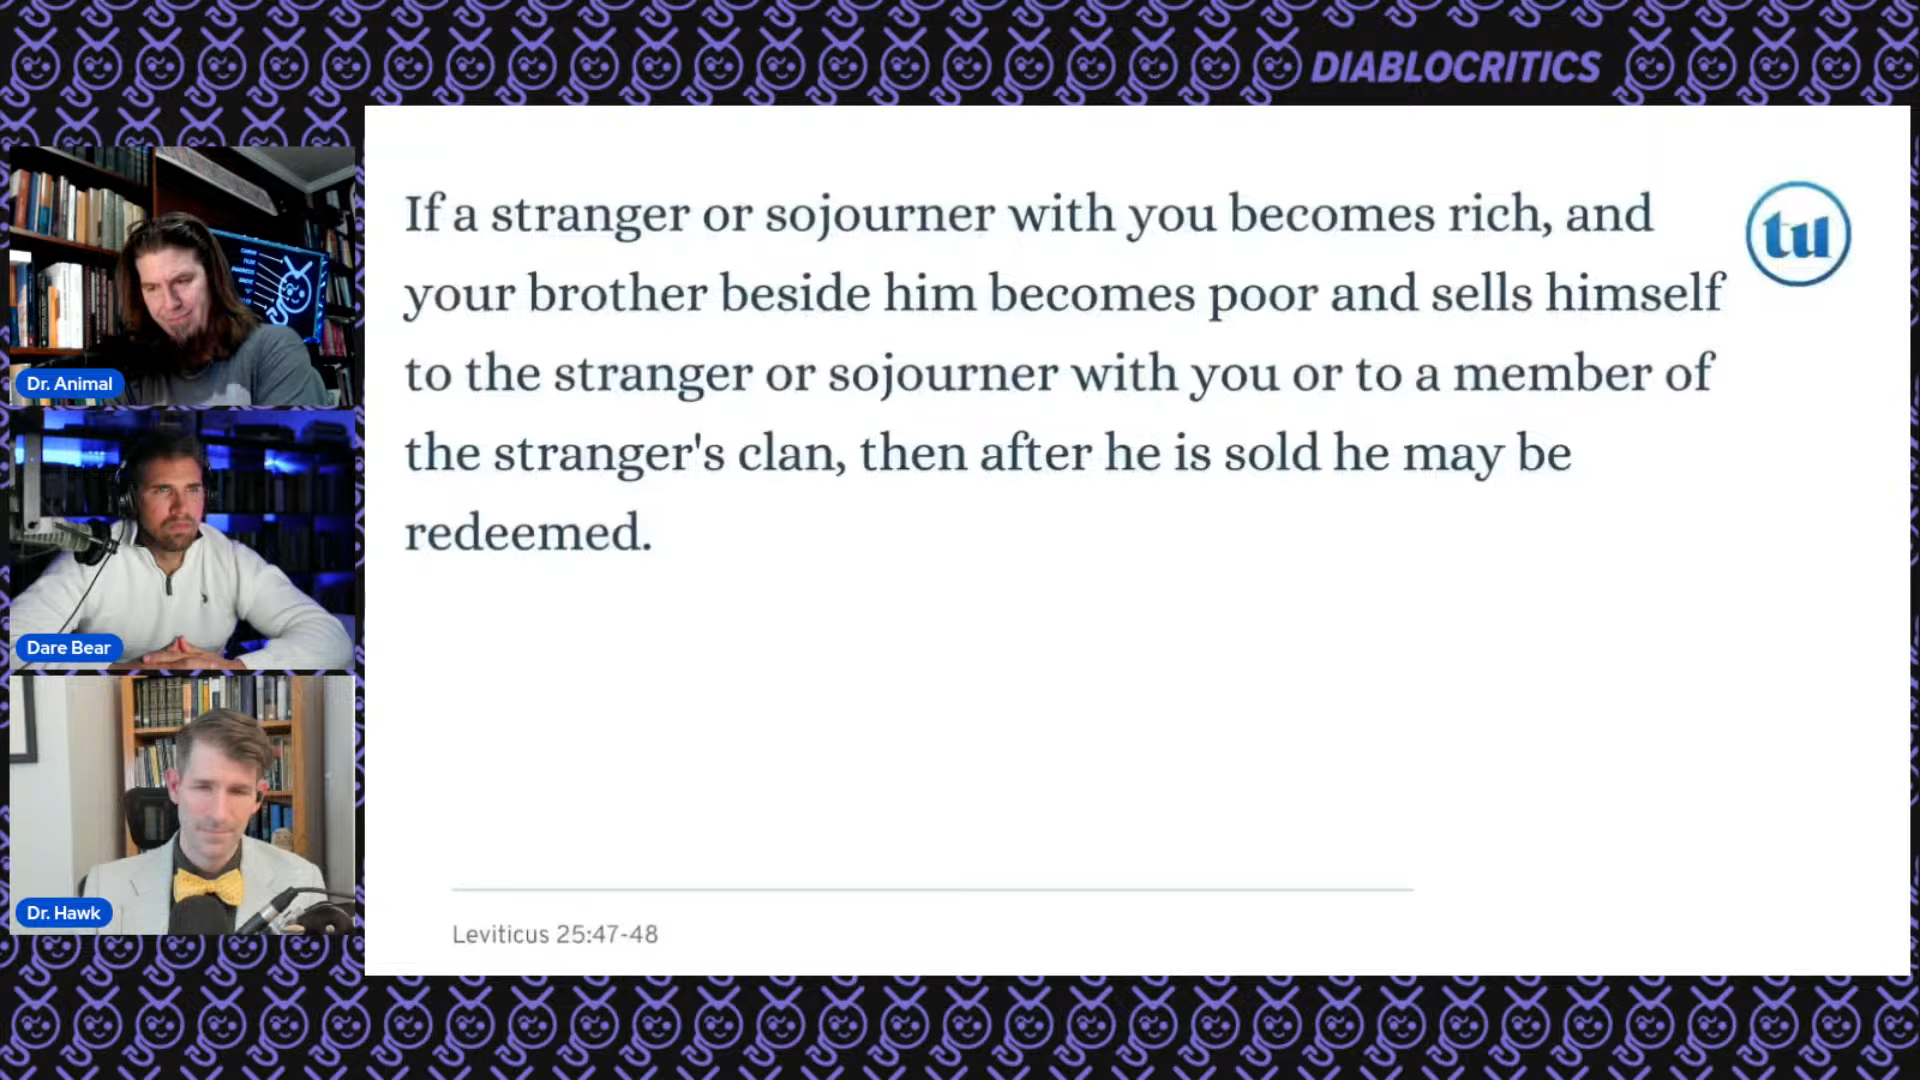 DIABLOCRITICS
If a stranger or sojourner with you becomes rich, and
your brother beside him becomes poor and sells himself
to the stranger or sojourner with you or to a member of
the stranger's clan, then after he is sold he may be
redeemed.
tu
Leviticus 25:47-48
Dr. Animal
Dare Bear
Dr. Hawk